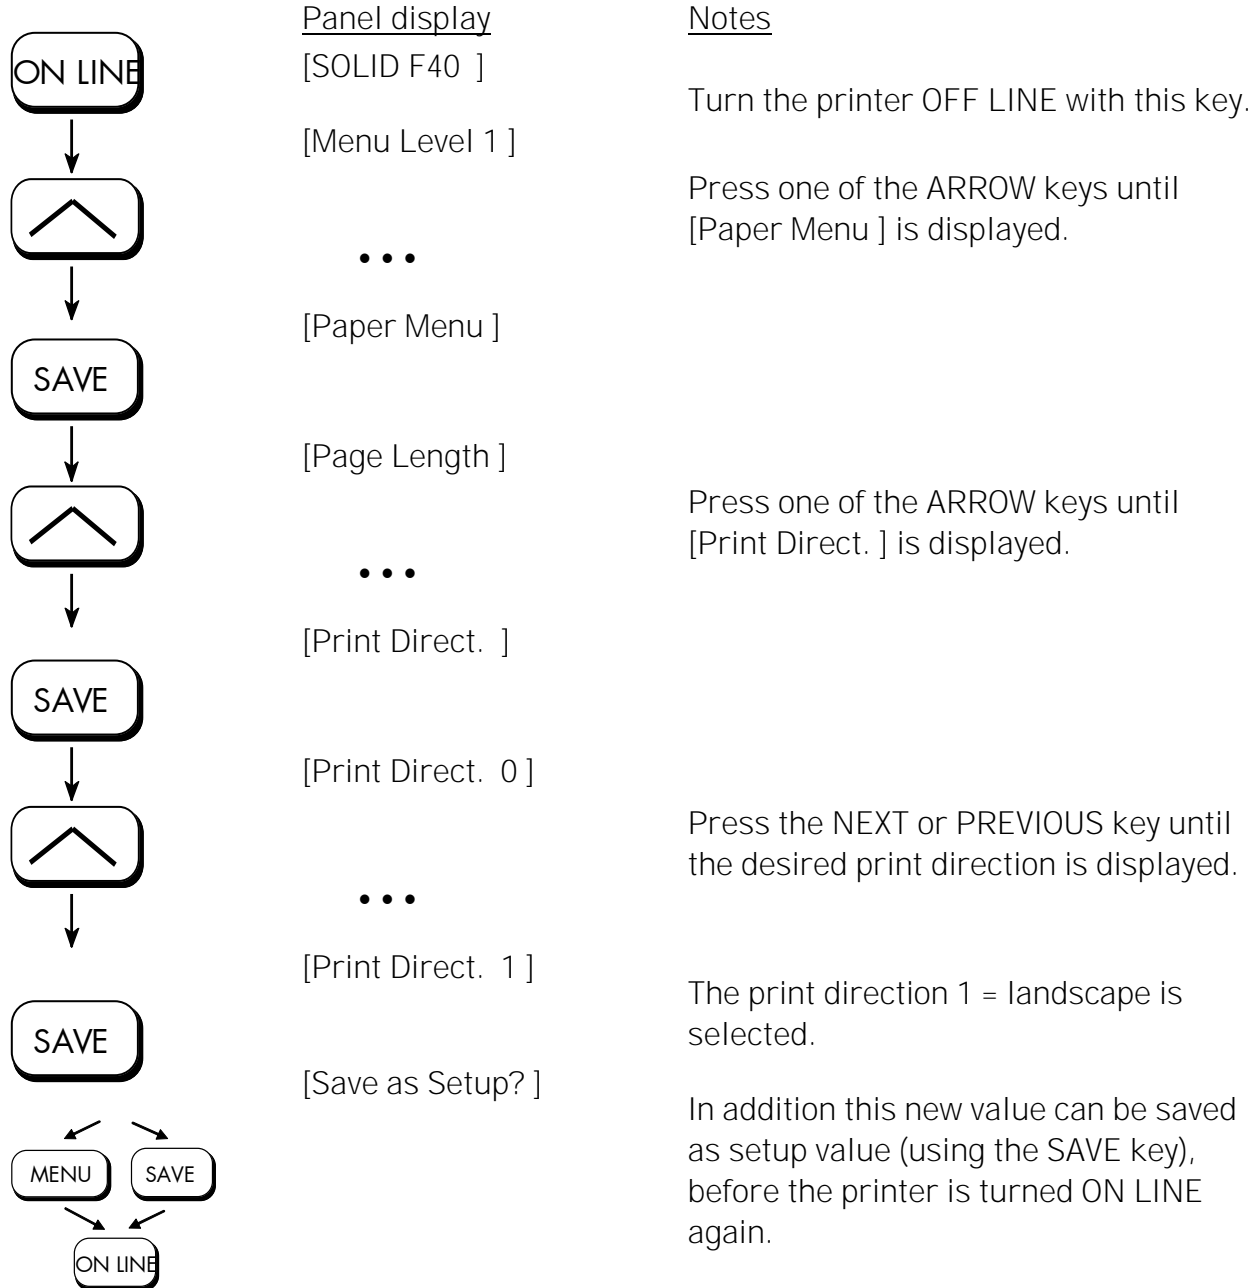 Panel display
Notes
ON LINE
[SOLID F40 ]
Turn the printer OFF LINE with this key.
[Menu Level 1 ]
Press one of the ARROW keys until
[Paper Menu ] is displayed.
• • •
[Paper Menu ]
SAVE
[Page Length ]
Press one of the ARROW keys until
[Print Direct. ] is displayed.
• • •
[Print Direct. ]
SAVE
[Print Direct. 0 ]
Press the NEXT or PREVIOUS key until
the desired print direction is displayed.
• • •
[Print Direct. 1 ]
The print direction 1 = landscape is
selected.
SAVE
[Save as Setup? ]
In addition this new value can be saved
as setup value (using the SAVE key),
before the printer is turned ON LINE
again.
MENU
SAVE
ON LINE